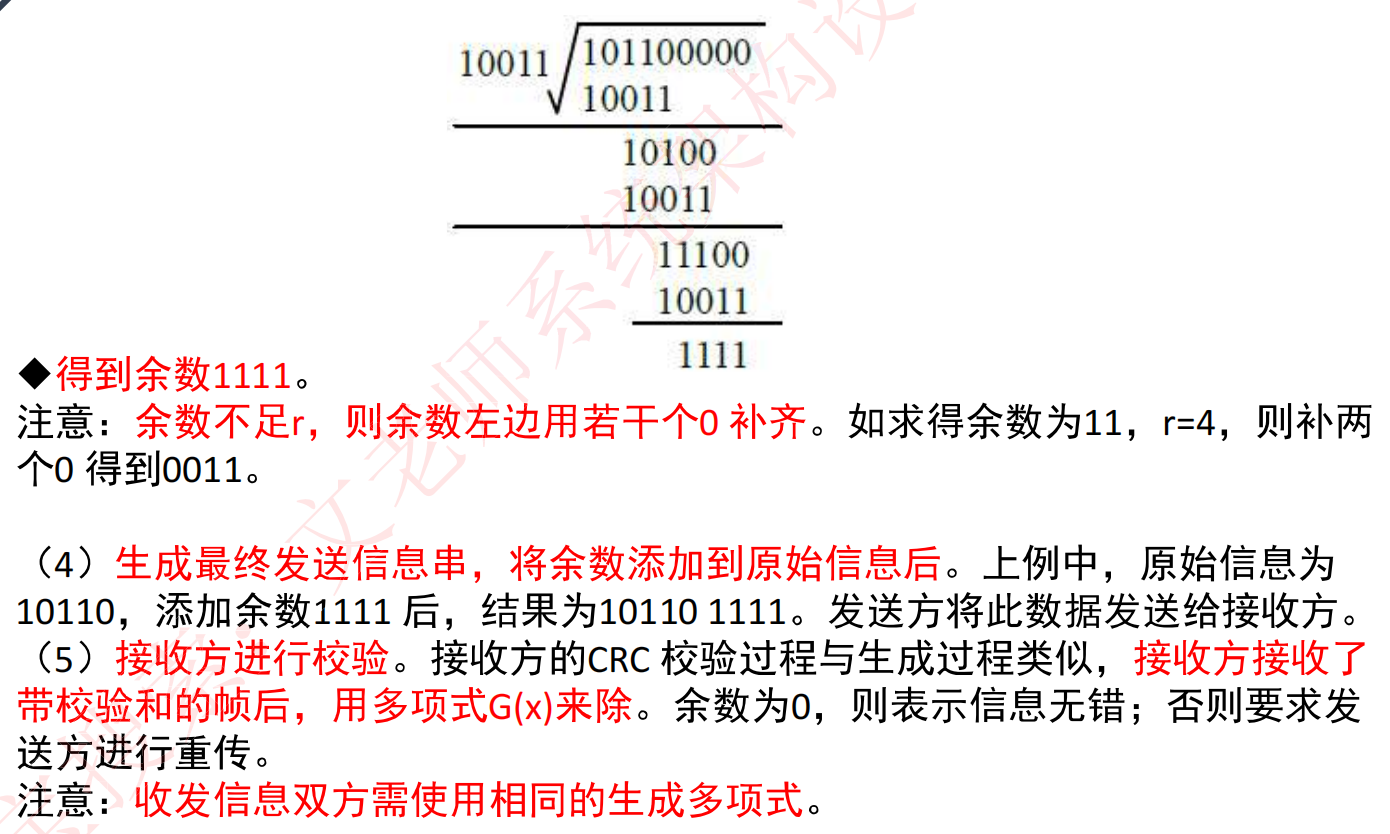 10011 101100000
10011
10100
10011
11100
10011
1111
◆得到余数1111。
注意：余数不足r，则余数左边用若干个0 补齐。如求得余数为11，r=4，则补两
个0 得到0011。
（4）生成最终发送信息串，将余数添加到原始信息后。上例中，原始信息为
10110，添加余数1111 后，结果为10110 1111。发送方将此数据发送给接收方。
（5）接收方进行校验。接收方的CRC 校验过程与生成过程类似，接收方接收了
带校验和的帧后，用多项式G(x)来除。余数为0，则表示信息无错；否则要求发
送方进行重传。
注意：收发信息双方需使用相同的生成多项式。
文老师系统架构设